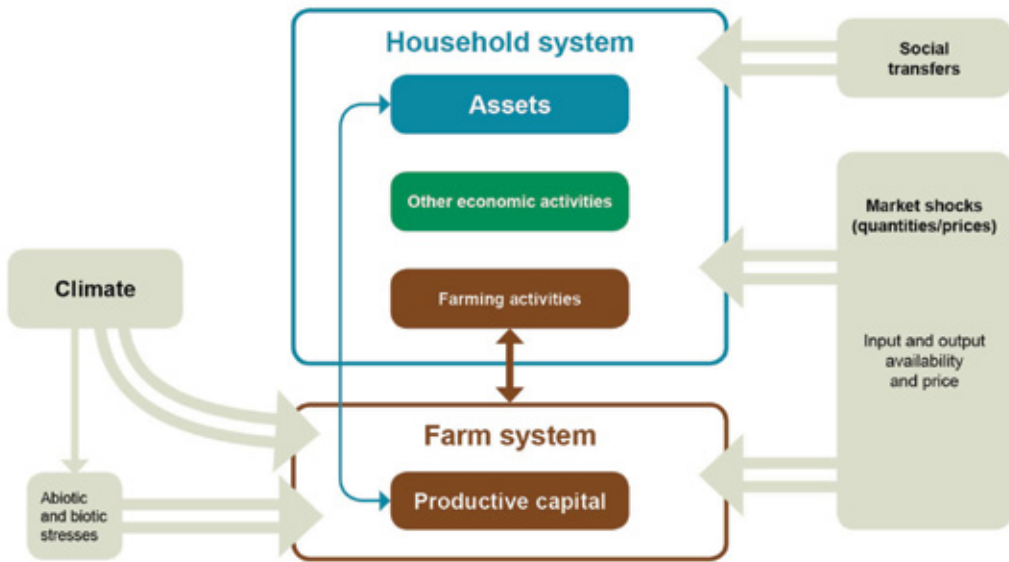 Household system
Assets
Other economic activities
Farming activities
Social
transfers
Market shocks
(quantities/prices)
Input and output
availability
and price
Climate
Abiotic
and biotic
stresses
Farm system
Productive capital